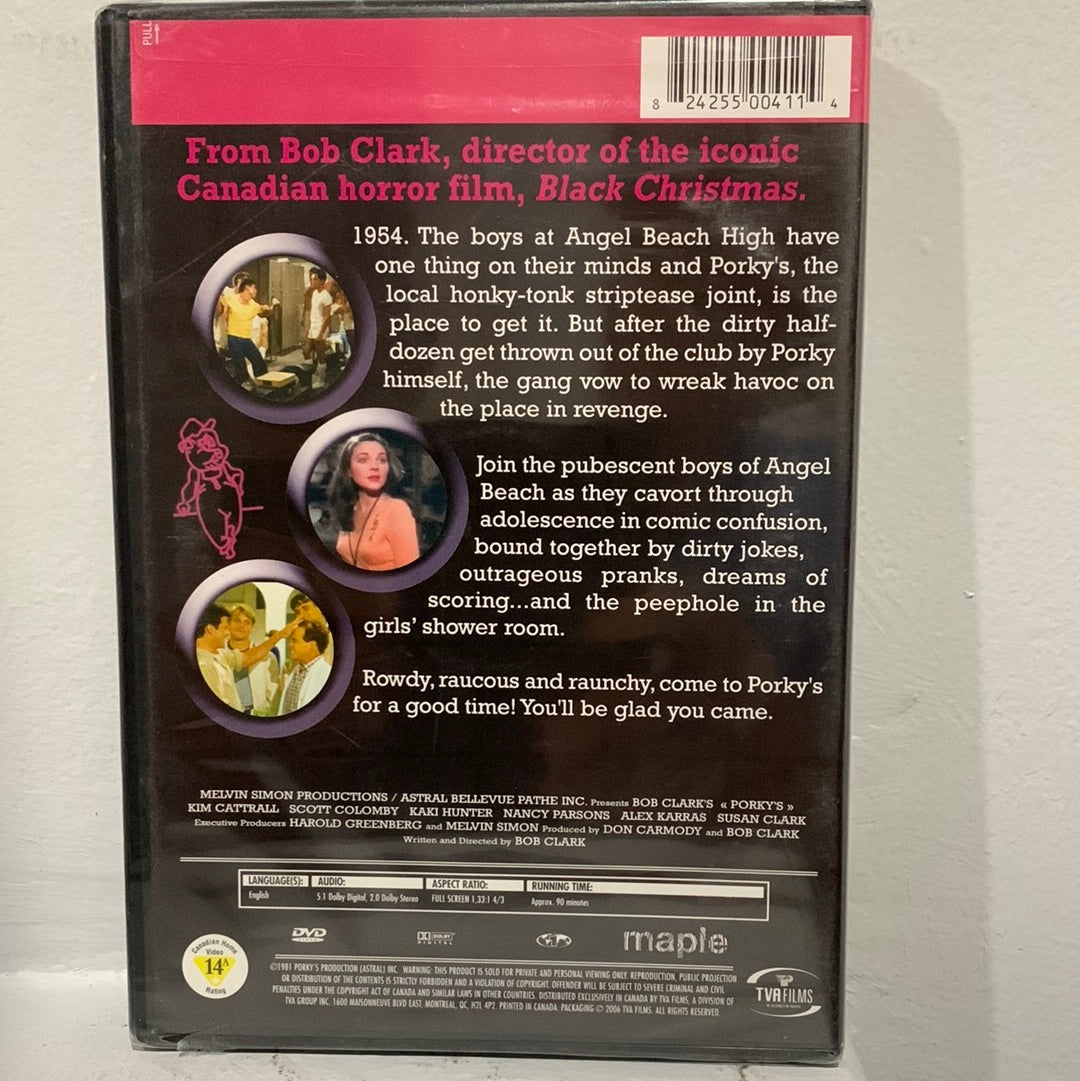 PULL
8 24255 00411 4
From Bob Clark, director of the iconic
Canadian horror film, Black Christmas.
1954. The boys at Angel Beach High have
one thing on their minds and Porky's, the
local honky-tonk striptease joint, is the
place to get it. But after the dirty half-
dozen get thrown out of the club by Porky
himself, the gang vow to wreak havoc on
the place in revenge.
Join the pubescent boys of Angel
Beach as they cavort through
adolescence in comic confusion,
bound together by dirty jokes,
outrageous pranks, dreams of
scoring...and the peephole in the
girls' shower room.
Rowdy, raucous and raunchy, come to Porky's
for a good time! You'll be glad you came.
MELVIN SIMON PRODUCTIONS / ASTRAL BELLEVUE PATHE INC. Presents BOB CLARK'S « PORKY'S »
KIM CATTRALL SCOTT COLOMBY KAKI HUNTER NANCY PARSONS ALEX KARRAS SUSAN CLARK
Executive Producers HAROLD GREENBERG and MELVIN SIMON Produced by DON CARMODY and BOB CLARK
Written and Directed by BOB CLARK
LANGUAGE(S): AUDIO: ASPECT RATIO: RUNNING TIME:
English 5.1 Dolby Digital, 2.0 Dolby Stereo FULL SCREEN 1,33:1 4/3 Approx. 90 minutes
DVD VIDEO DOLBY DIGITAL maple
Canadian Home
Video
14A
Rating
©1981 PORKY'S PRODUCTION (ASTRAL) INC. WARNING: THIS PRODUCT IS SOLD FOR PRIVATE AND PERSONAL VIEWING ONLY. REPRODUCTION, PUBLIC PROJECTION
OR DISTRIBUTION OF THE CONTENTS IS STRICTLY FORBIDDEN AND A VIOLATION OF COPYRIGHT. OFFENDER WILL BE SUBJECT TO SEVERE CRIMINAL AND CIVIL
PENALTIES UNDER THE COPYRIGHT ACT OF CANADA AND SIMILAR LAWS IN OTHER COUNTRIES. DISTRIBUTED EXCLUSIVELY IN CANADA BY TVA FILMS, A DIVISION OF
TVA GROUP INC. 1600 MAISONNEUVE BLVD EAST, MONTREAL, QC, H2L 4P2. PRINTED IN CANADA. PACKAGING © 2006 TVA FILMS. ALL RIGHTS RESERVED.
TVA FILMS